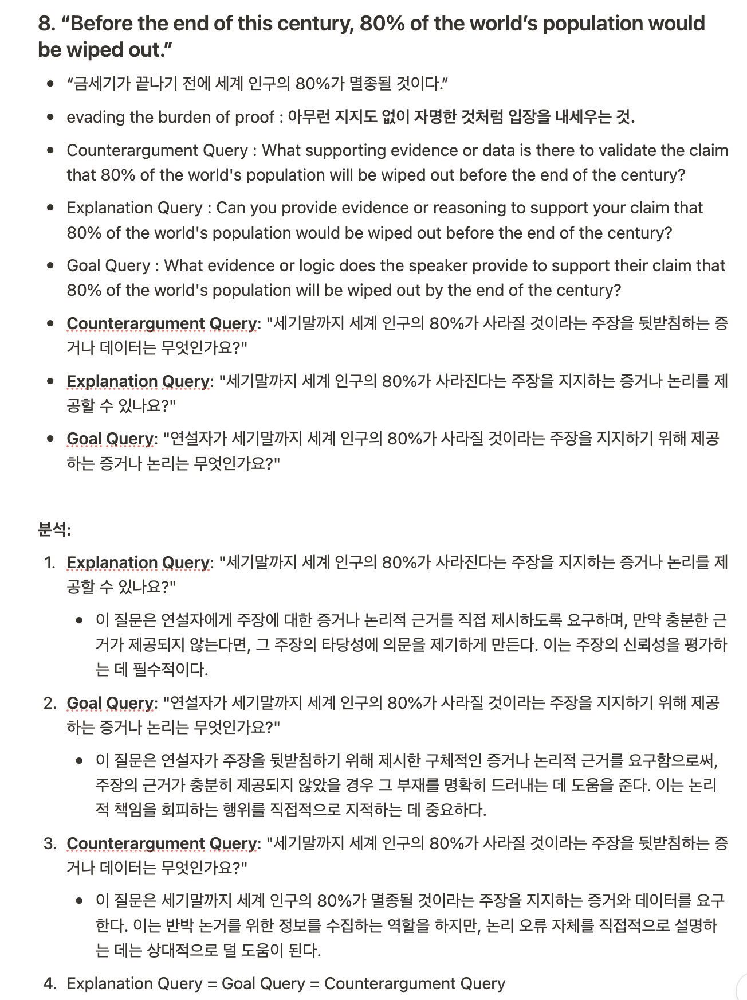 8. “Before the end of this century, 80% of the world’s population would
be wiped out.”
• “금세기가 끝나기 전에 세계 인구의 80%가 멸종될 것이다.”
• evading the burden of proof : 아무런 지지도 없이 자명한 것처럼 입장을 내세우는 것.
• Counterargument Query : What supporting evidence or data is there to validate the claim
that 80% of the world's population will be wiped out before the end of the century?
• Explanation Query : Can you provide evidence or reasoning to support your claim that
80% of the world's population would be wiped out before the end of the century?
• Goal Query : What evidence or logic does the speaker provide to support their claim that
80% of the world's population will be wiped out by the end of the century?
• Counterargument Query: "세기말까지 세계 인구의 80%가 사라질 것이라는 주장을 뒷받침하는 증
거나 데이터는 무엇인가요?"
• Explanation Query: "세기말까지 세계 인구의 80%가 사라진다는 주장을 지지하는 증거나 논리를 제
공할 수 있나요?"
• Goal Query: "연설자가 세기말까지 세계 인구의 80%가 사라질 것이라는 주장을 지지하기 위해 제공
하는 증거나 논리는 무엇인가요?"
분석:
1. Explanation Query: "세기말까지 세계 인구의 80%가 사라진다는 주장을 지지하는 증거나 논리를 제
공할 수 있나요?"
• 이 질문은 연설자에게 주장에 대한 증거나 논리적 근거를 직접 제시하도록 요구하며, 만약 충분한 근
거가 제공되지 않는다면, 그 주장의 타당성에 의문을 제기하게 만든다. 이는 주장의 신뢰성을 평가하
는 데 필수적이다.
2. Goal Query: "연설자가 세기말까지 세계 인구의 80%가 사라질 것이라는 주장을 지지하기 위해 제공
하는 증거나 논리는 무엇인가요?"
• 이 질문은 연설자가 주장을 뒷받침하기 위해 제시한 구체적인 증거나 논리적 근거를 요구함으로써,
주장의 근거가 충분히 제공되지 않았을 경우 그 부재를 명확히 드러내는 데 도움을 준다. 이는 논리
적 책임을 회피하는 행위를 직접적으로 지적하는 데 중요하다.
3. Counterargument Query: "세기말까지 세계 인구의 80%가 사라질 것이라는 주장을 뒷받침하는 증
거나 데이터는 무엇인가요?"
• 이 질문은 세기말까지 세계 인구의 80%가 멸종될 것이라는 주장을 지지하는 증거와 데이터를 요구
한다. 이는 반박 논거를 위한 정보를 수집하는 역할을 하지만, 논리 오류 자체를 직접적으로 설명하
는 데는 상대적으로 덜 도움이 된다.
4. Explanation Query = Goal Query = Counterargument Query